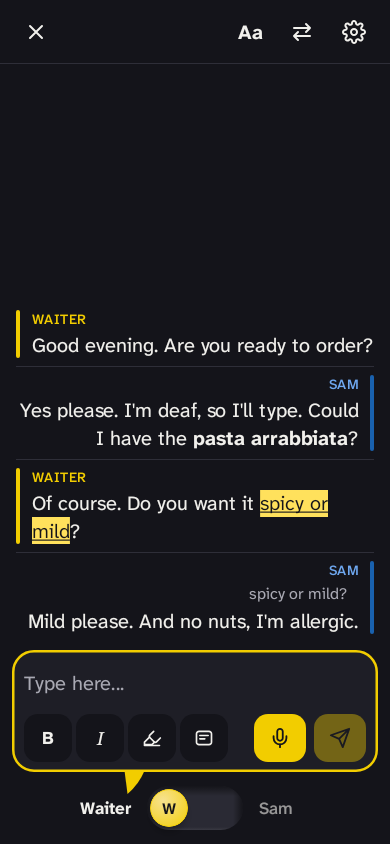 Aa
WAITER
Good evening. Are you ready to order?
SAM
Yes please. I'm deaf, so I'll type. Could
I have the pasta arrabbiata?
WAITER
Of course. Do you want it spicy or
mild?
SAM
spicy or mild?
Mild please. And no nuts, I'm allergic.
Type here...
B I
Waiter W Sam